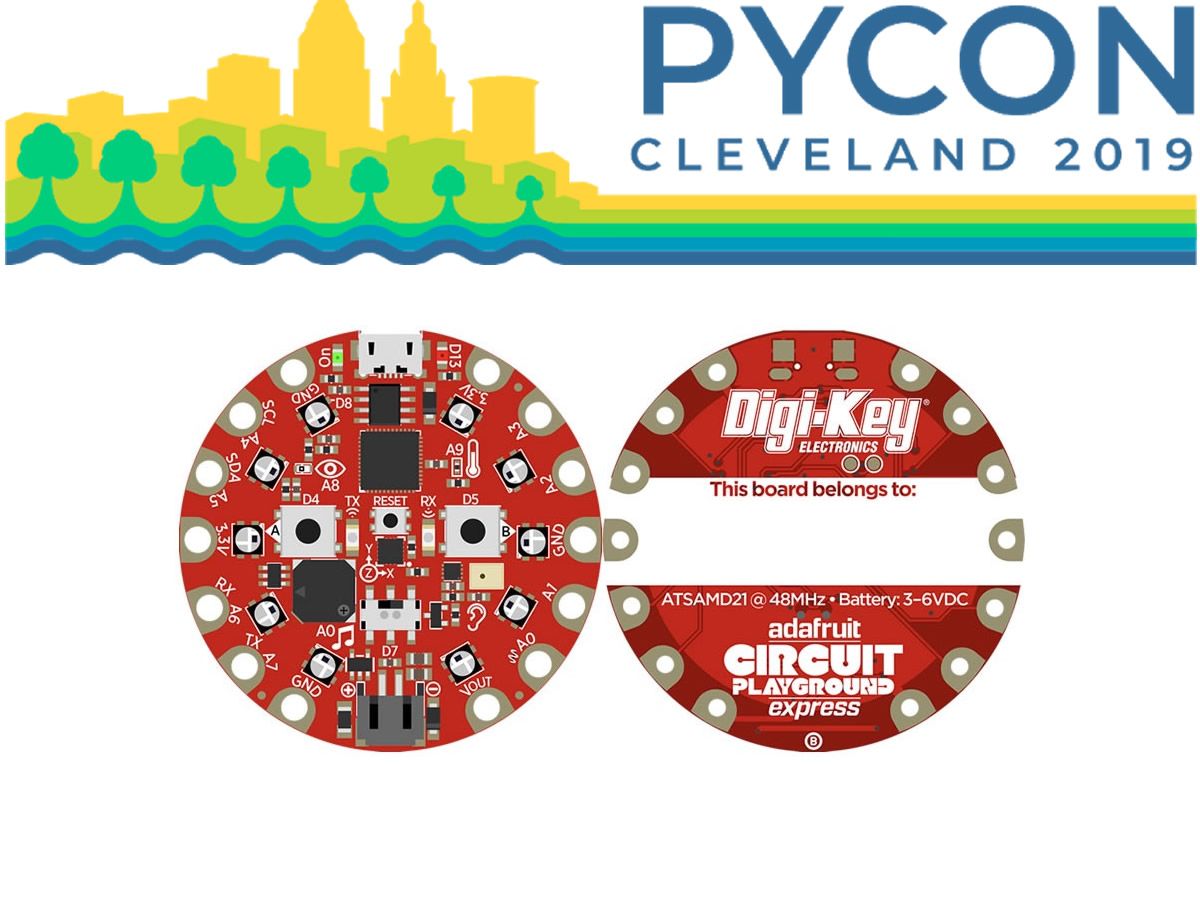 PYCON
CLEVELAND 2019
On
D13
GND
D8
3.3V
SCL
A4
A3
SDA
A5
A8
A9
A2
D4
TX
RESET
RX
D5
3.3V
A
B
GND
Y
Z
X
RX
A6
A1
TX
A7
A0
D7
A0
GND
VOUT
+
−
Digi-Key®
ELECTRONICS
This board belongs to:
ATSAMD21 @ 48MHz • Battery: 3–6VDC
adafruit
CIRCUIT
PLAYGROUND
express
B